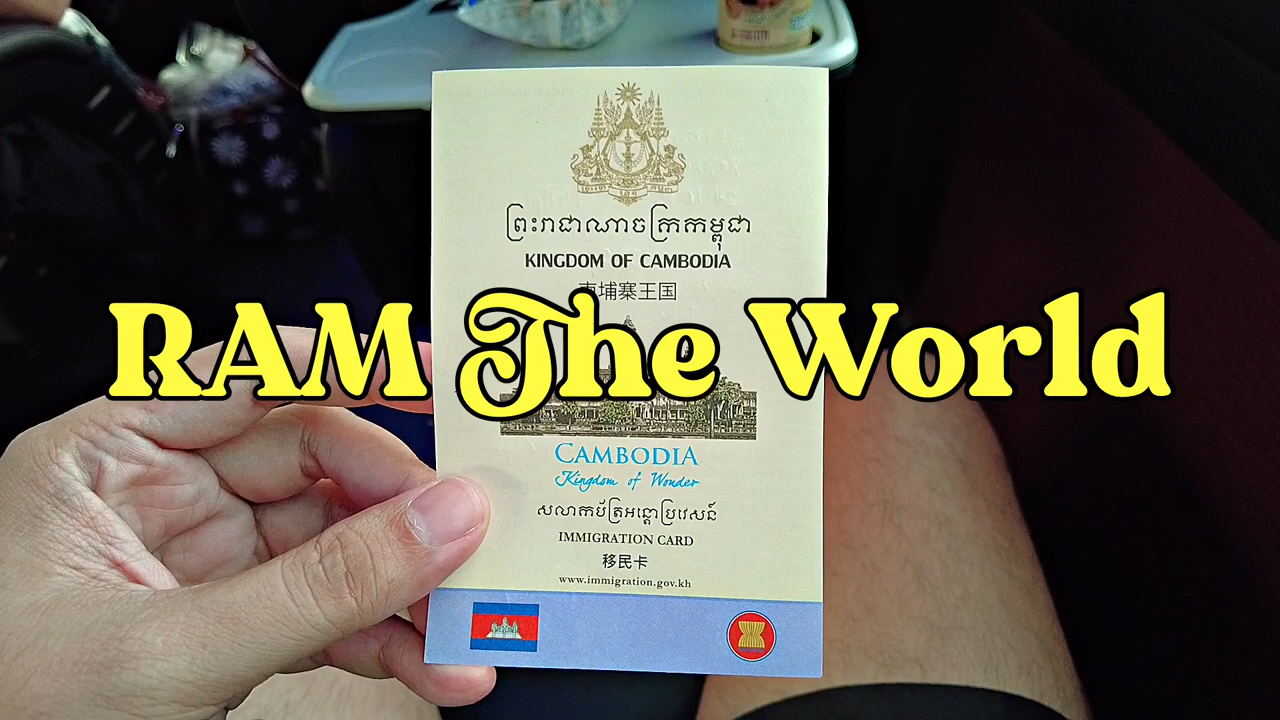 ព្រះរាជាណាចក្រកម្ពុជា
KINGDOM OF CAMBODIA
柬埔寨王国
RAM The World
CAMBODIA
Kingdom of Wonder
សលាកប័ត្រអន្តោប្រវេសន៍
IMMIGRATION CARD
移民卡
www.immigration.gov.kh